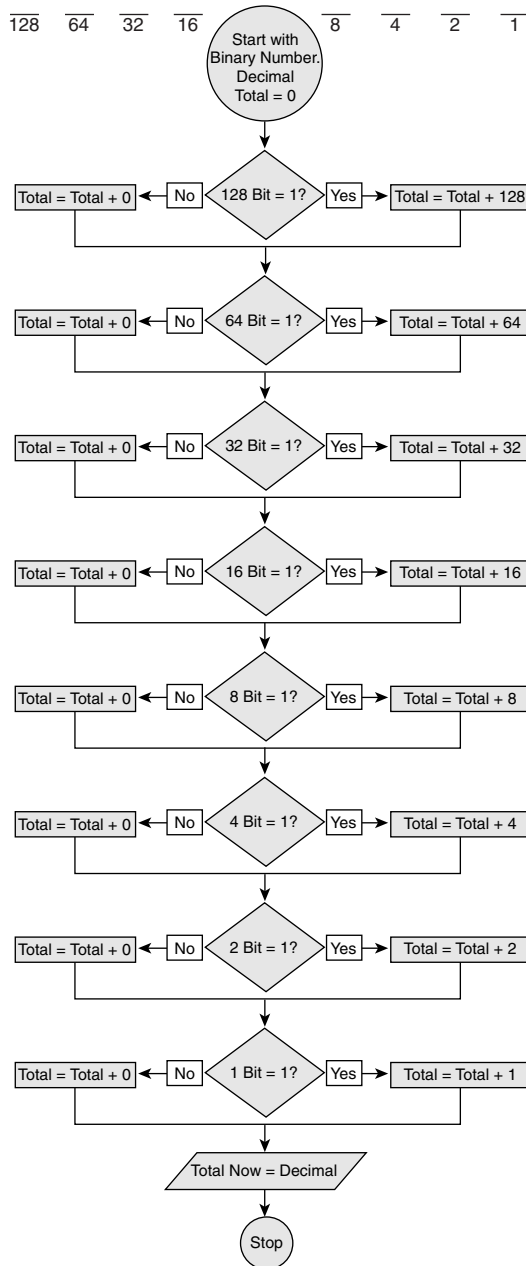 128 64 32 16 8 4 2 1
Start with
Binary Number.
Decimal
Total = 0
Total = Total + 0 No 128 Bit = 1? Yes Total = Total + 128
Total = Total + 0 No 64 Bit = 1? Yes Total = Total + 64
Total = Total + 0 No 32 Bit = 1? Yes Total = Total + 32
Total = Total + 0 No 16 Bit = 1? Yes Total = Total + 16
Total = Total + 0 No 8 Bit = 1? Yes Total = Total + 8
Total = Total + 0 No 4 Bit = 1? Yes Total = Total + 4
Total = Total + 0 No 2 Bit = 1? Yes Total = Total + 2
Total = Total + 0 No 1 Bit = 1? Yes Total = Total + 1
Total Now = Decimal
Stop